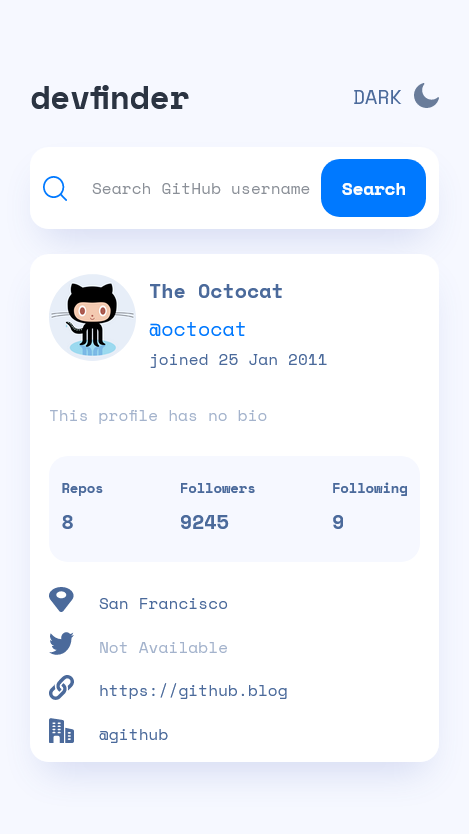 devfinder
DARK
Search GitHub username
Search
The Octocat
@octocat
joined 25 Jan 2011
This profile has no bio
Repos Followers Following
8 9245 9
San Francisco
Not Available
https://github.blog
@github